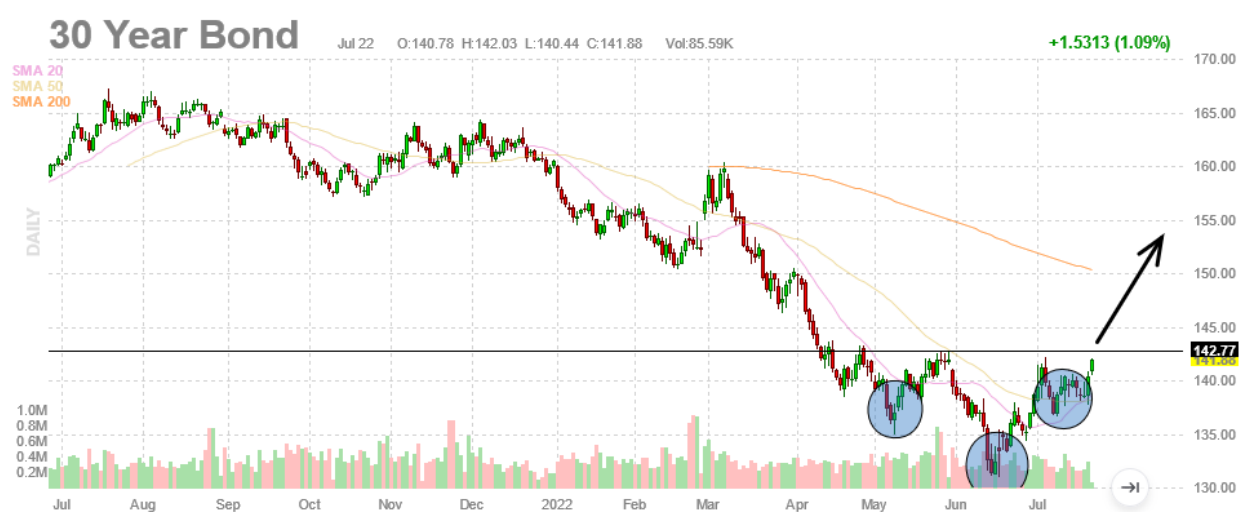 30 Year Bond Jul 22 O:140.78 H:142.03 L:140.44 C:141.88 Vol:85.59K +1.5313 (1.09%)
SMA 20
SMA 50
SMA 200
DAILY
170.00
165.00
160.00
155.00
150.00
145.00
142.77
141.88
140.00
135.00
130.00
1.0M
0.8M
0.6M
0.4M
0.2M
Jul Aug Sep Oct Nov Dec 2022 Feb Mar Apr May Jun Jul